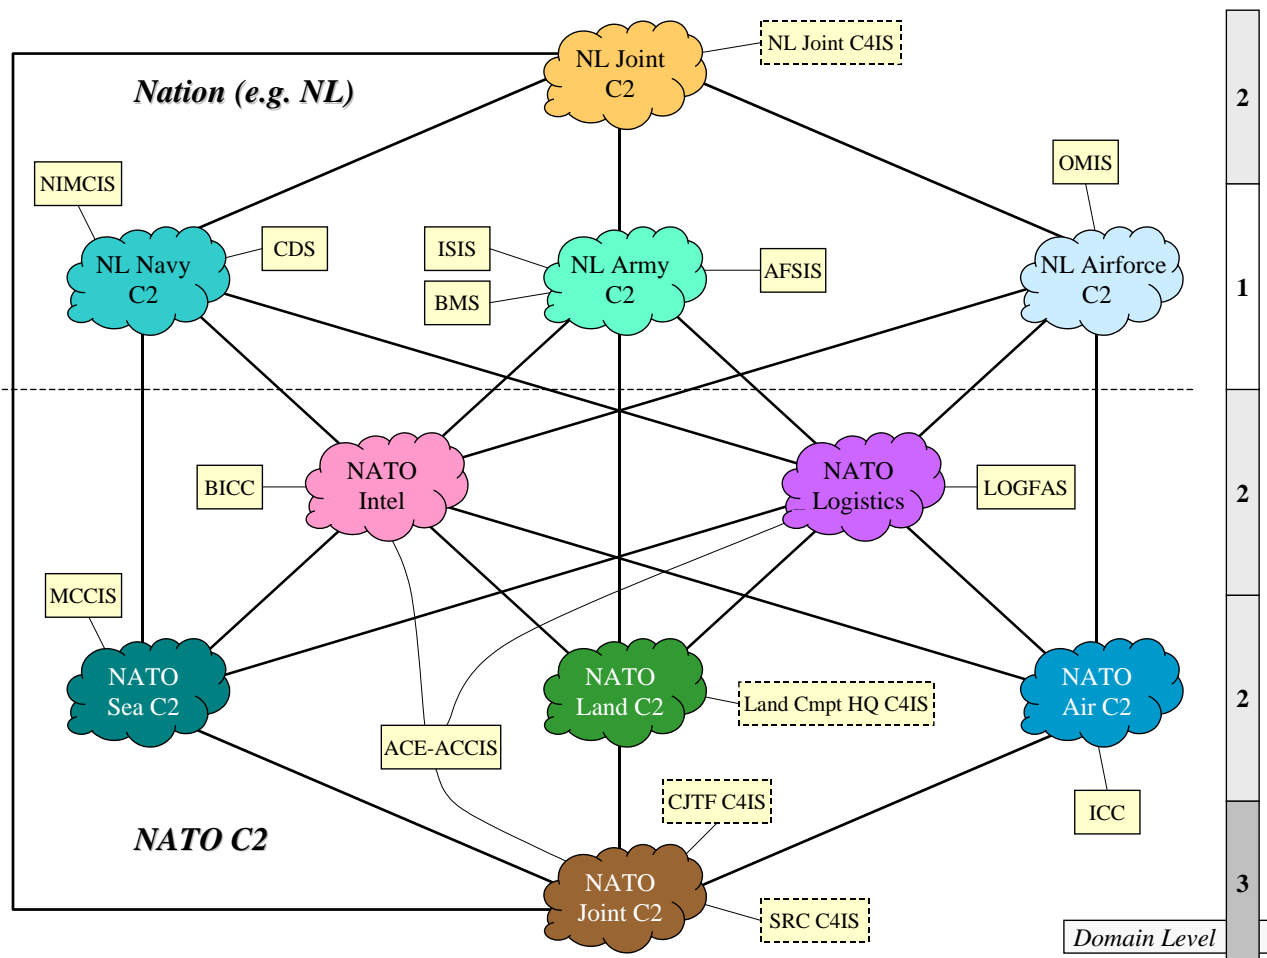 NL Joint
C2
NL Joint C4IS
Nation (e.g. NL)
2
NIMCIS
OMIS
CDS
ISIS
AFSIS
BMS
NL Navy
C2
NL Army
C2
NL Airforce
C2
1
NATO
Intel
BICC
NATO
Logistics
LOGFAS
2
MCCIS
NATO
Sea C2
NATO
Land C2
Land Cmpt HQ C4IS
NATO
Air C2
2
ACE-ACCIS
CJTF C4IS
ICC
NATO C2
NATO
Joint C2
SRC C4IS
3
Domain Level